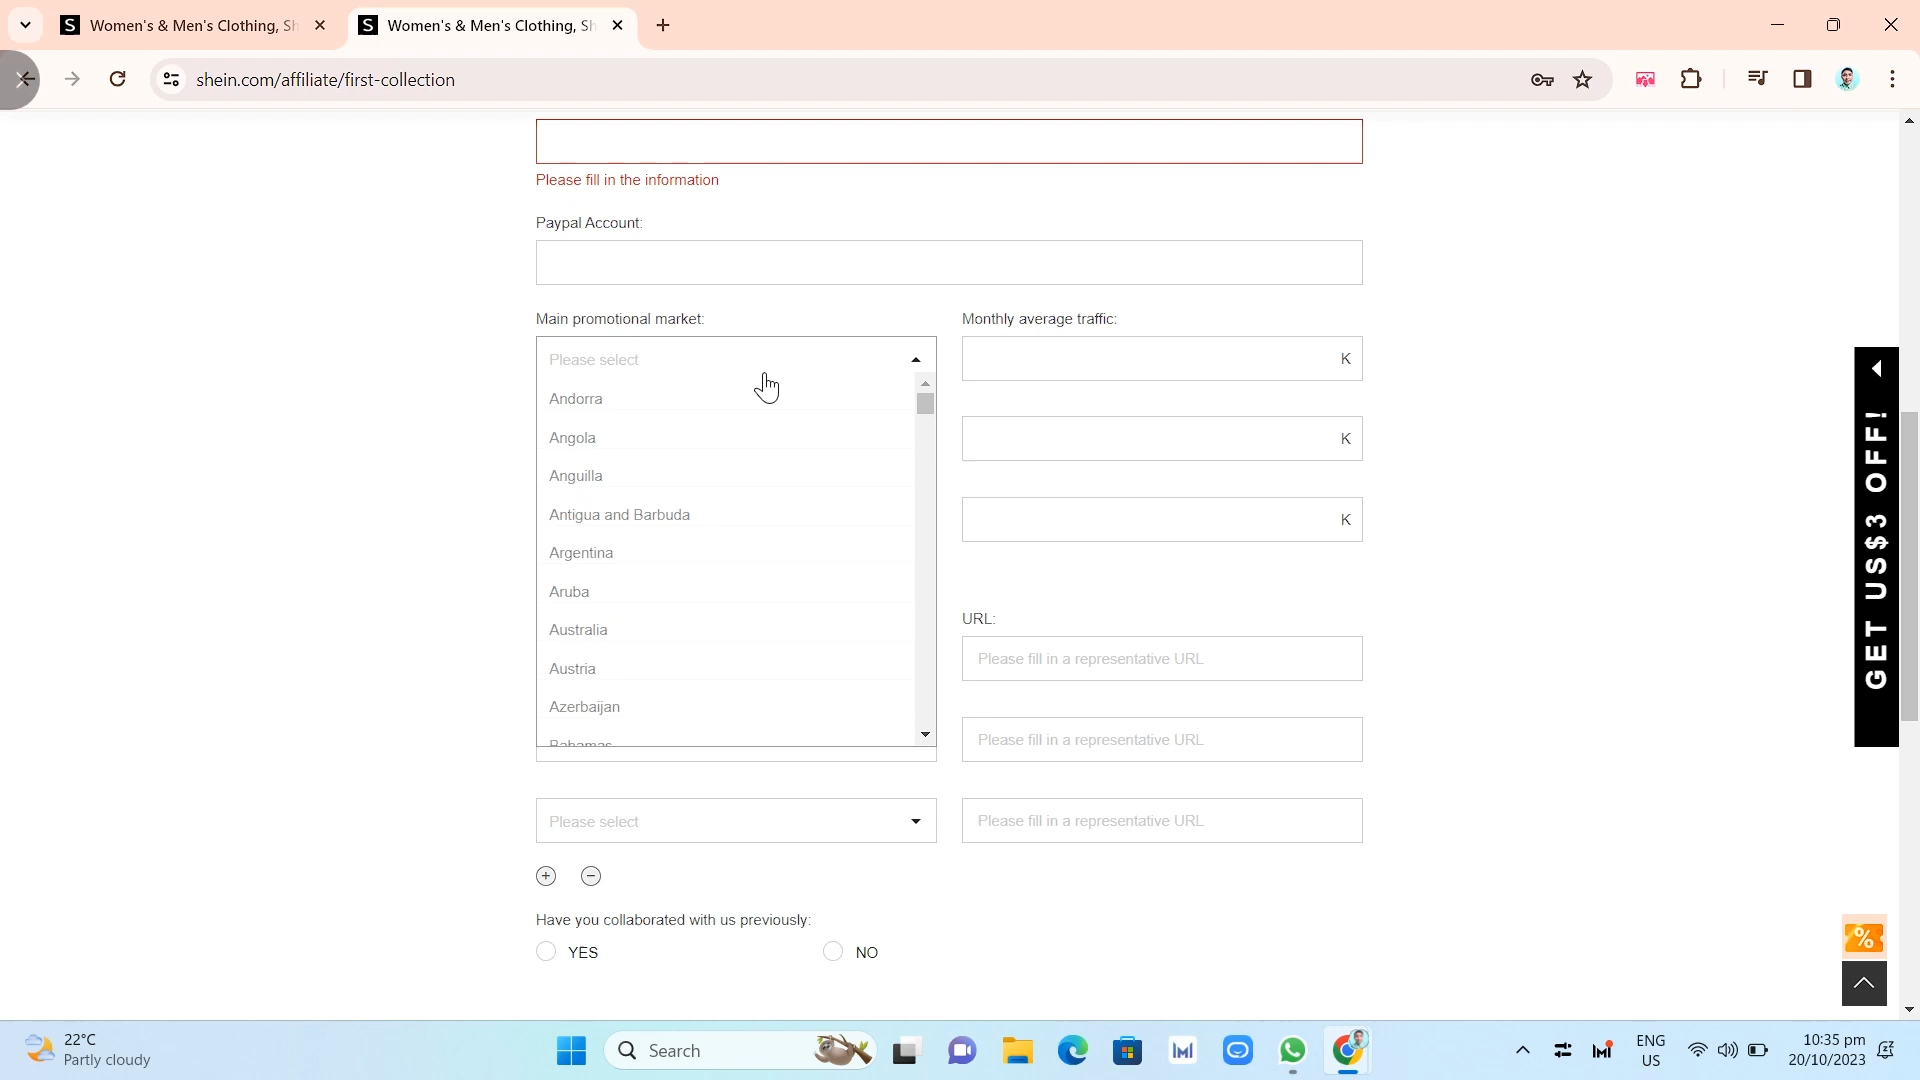 Women's & Men's Clothing, Sh
Women's & Men's Clothing, Sh
shein.com/affiliate/first-collection
Please fill in the information
Paypal Account:
Main promotional market:
Monthly average traffic:
Please select
K
Andorra
Angola
K
Anguilla
Antigua and Barbuda
K
Argentina
Aruba
URL:
Australia
Please fill in a representative URL
Austria
Azerbaijan
Please fill in a representative URL
Bahamas
Please select
Please fill in a representative URL
Have you collaborated with us previously:
YES
NO
GET US$3 OFF!
22°C
Partly cloudy
Search
ENG
US
10:35 pm
20/10/2023